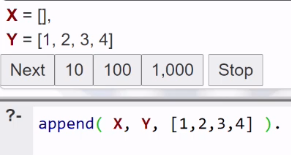 X = [],
Y = [1, 2, 3, 4]
Next 10 100 1,000 Stop
?- append( X, Y, [1,2,3,4] ).